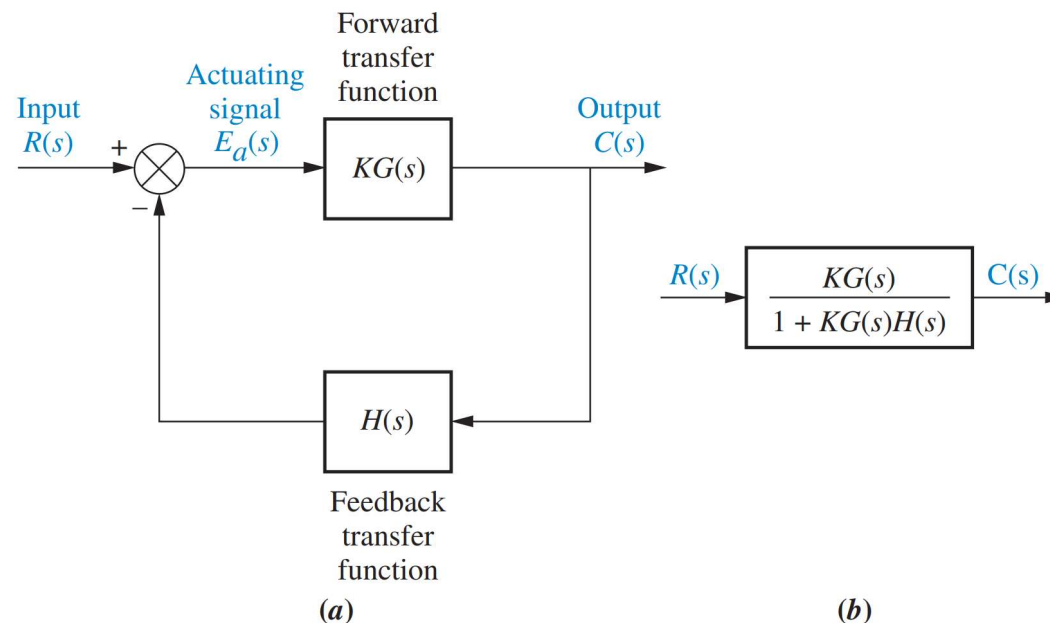 Forward
transfer
function
Actuating
signal
E_a(s)
Input
R(s)
Output
C(s)
+
−
KG(s)
H(s)
Feedback
transfer
function
(a)
R(s)
KG(s)
1 + KG(s)H(s)
C(s)
(b)